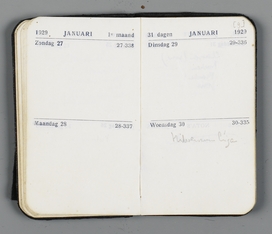 1929 JANUARI 1e maand
Zondag 27 27-338
Maandag 28 28-337
31 dagen JANUARI 1929
Dinsdag 29 29-336
Woensdag 30 30-335